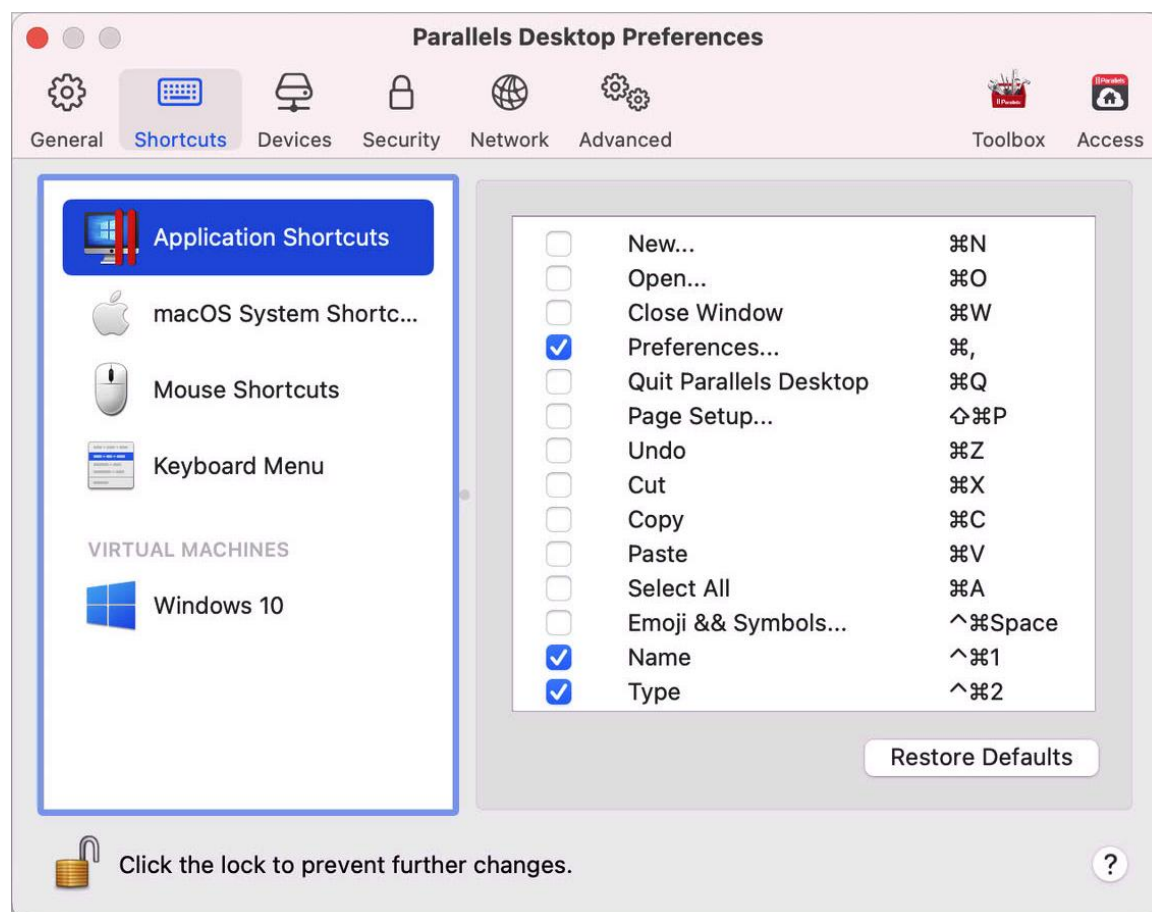 Parallels Desktop Preferences
General Shortcuts Devices Security Network Advanced Toolbox Access
Application Shortcuts
macOS System Shortc...
Mouse Shortcuts
Keyboard Menu
VIRTUAL MACHINES
Windows 10
New... ⌘N
Open... ⌘O
Close Window ⌘W
Preferences... ⌘,
Quit Parallels Desktop ⌘Q
Page Setup... ⇧⌘P
Undo ⌘Z
Cut ⌘X
Copy ⌘C
Paste ⌘V
Select All ⌘A
Emoji && Symbols... ^⌘Space
Name ^⌘1
Type ^⌘2
Restore Defaults
Click the lock to prevent further changes.
?